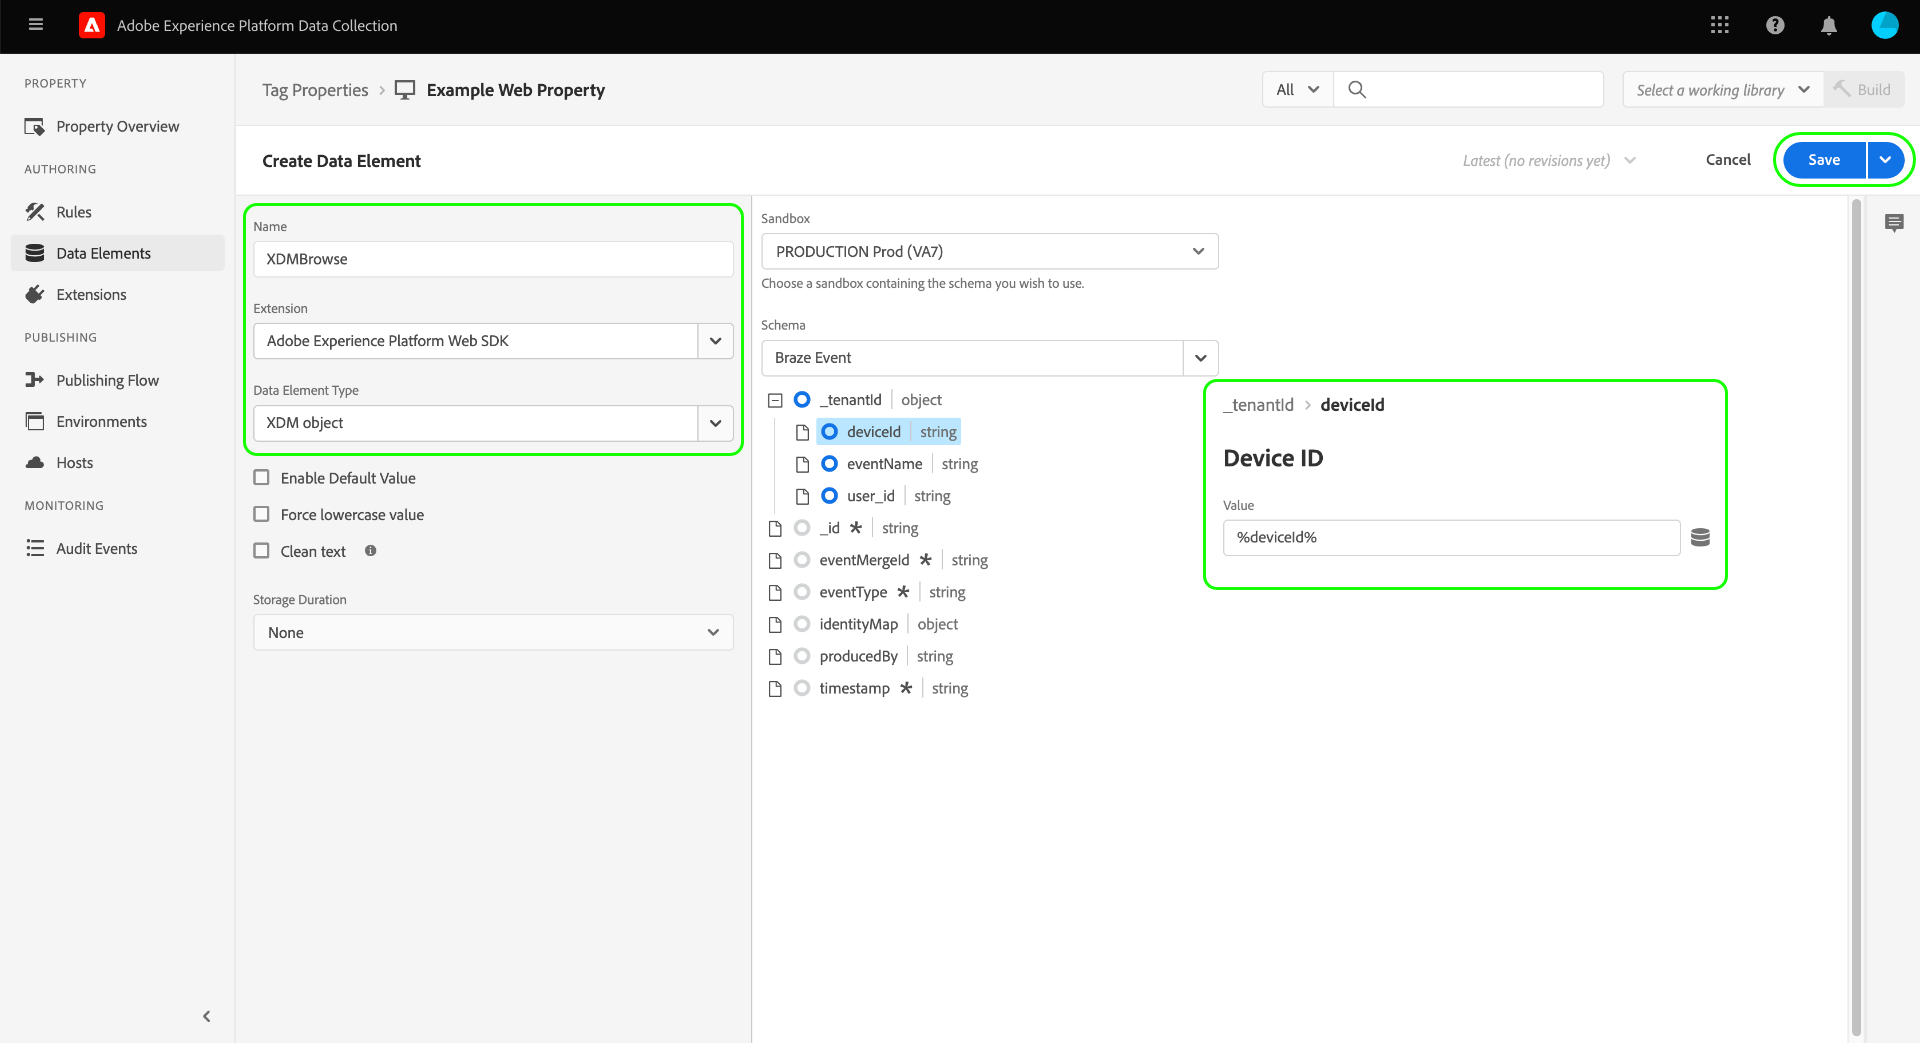 Adobe Experience Platform Data Collection
PROPERTY
Property Overview
AUTHORING
Rules
Data Elements
Extensions
PUBLISHING
Publishing Flow
Environments
Hosts
MONITORING
Audit Events
Tag Properties > Example Web Property
All
Select a working library
Build
Create Data Element
Latest (no revisions yet)
Cancel
Save
Name
XDMBrowse
Extension
Adobe Experience Platform Web SDK
Data Element Type
XDM object
Enable Default Value
Force lowercase value
Clean text
Storage Duration
None
Sandbox
PRODUCTION Prod (VA7)
Choose a sandbox containing the schema you wish to use.
Schema
Braze Event
_tenantId | object
deviceId | string
eventName | string
user_id | string
_id * | string
eventMergeId * | string
eventType * | string
identityMap | object
producedBy | string
timestamp * | string
_tenantId > deviceId
Device ID
Value
%deviceId%